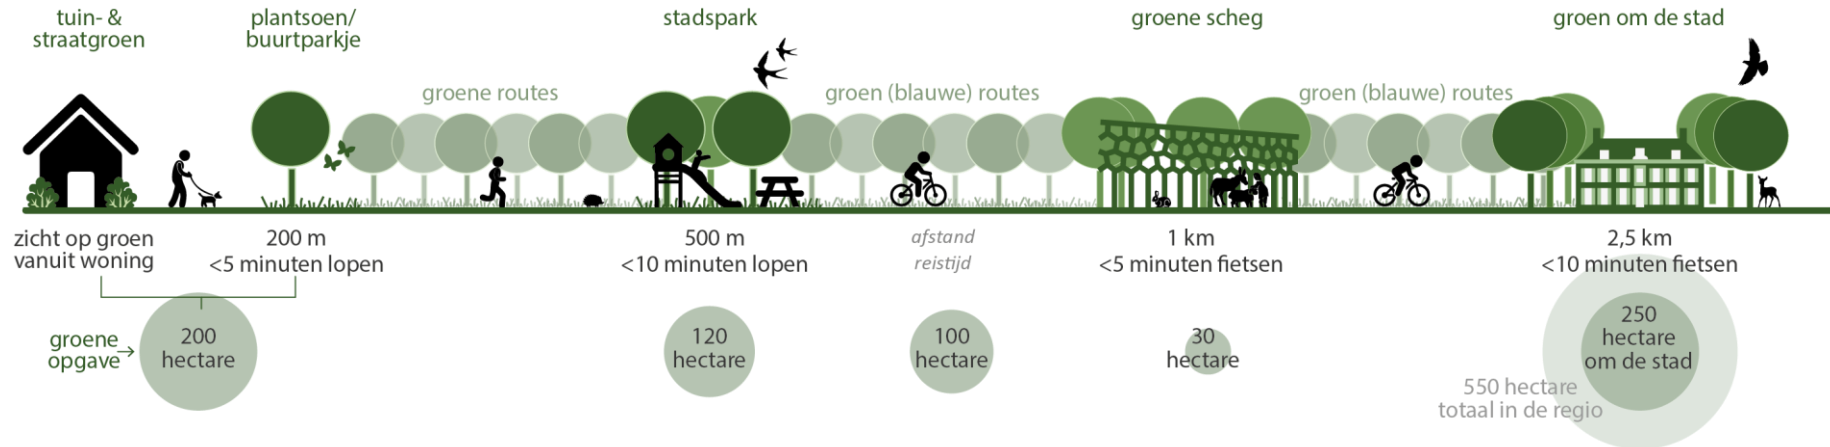 tuin- &
straatgroen
plantsoen/
buurtparkje
stadspark
groene scheg
groen om de stad
groene routes
groen (blauwe) routes
groen (blauwe) routes
zicht op groen
vanuit woning
200 m
<5 minuten lopen
500 m
<10 minuten lopen
afstand
reistijd
1 km
<5 minuten fietsen
2,5 km
<10 minuten fietsen
groene
opgave
200
hectare
120
hectare
100
hectare
30
hectare
250
hectare
om de stad
550 hectare
totaal in de regio